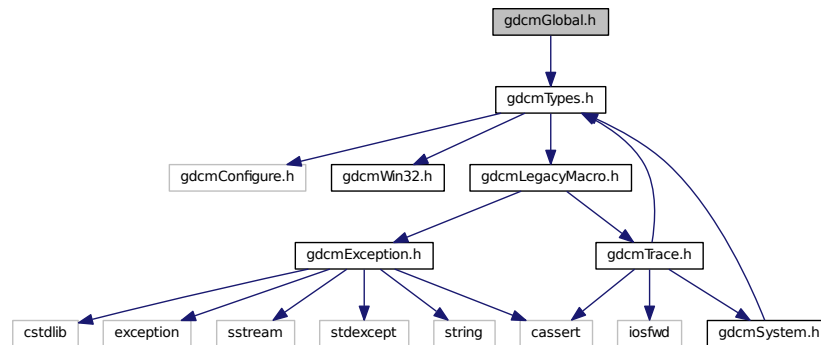 gdcmGlobal.h
gdcmTypes.h
gdcmConfigure.h
gdcmWin32.h
gdcmLegacyMacro.h
gdcmException.h
gdcmTrace.h
cstdlib
exception
sstream
stdexcept
string
cassert
iosfwd
gdcmSystem.h